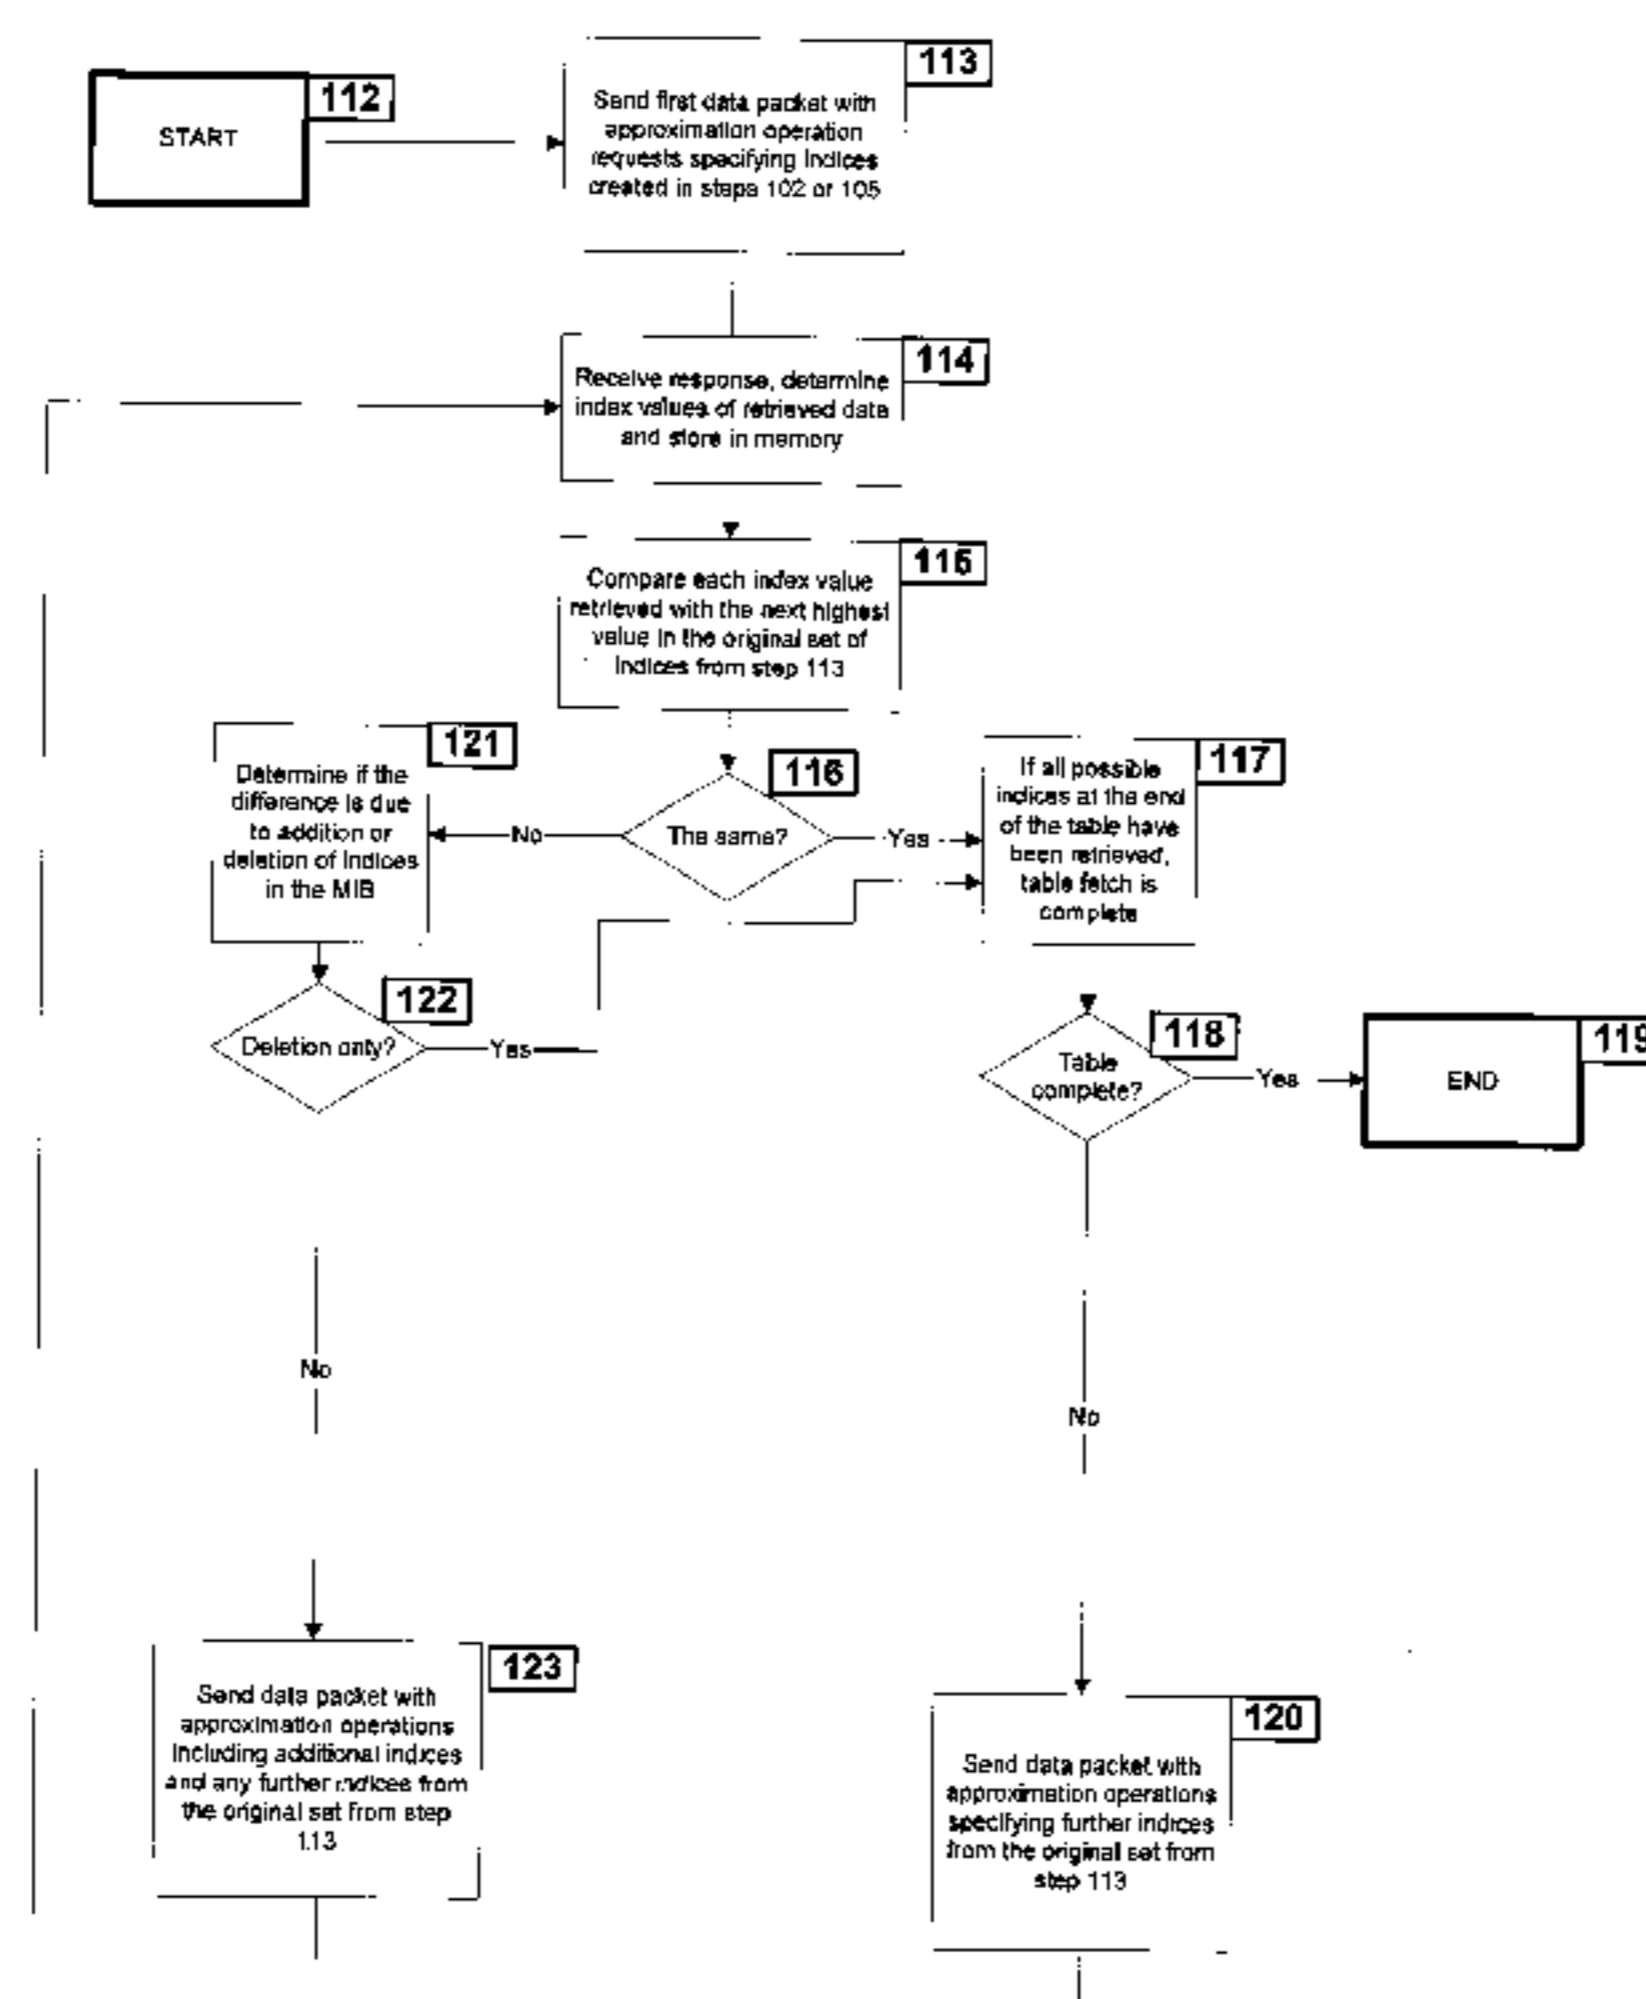 112
START
113
Send first data packet with
approximation operation
requests specifying indices
created in steps 102 or 105
114
Receive response, determine
index values of retrieved data
and store in memory
115
Compare each index value
retrieved with the next highest
value in the original set of
indices from step 113
116
The same?
No
Yes
121
Determine if the
difference is due
to addition or
deletion of indices
in the MIB
117
If all possible
indices at the end
of the table have
been retrieved,
table fetch is
complete
122
Deletion only?
Yes
118
Table
complete?
Yes
119
END
No
No
123
Send data packet with
approximation operations
including additional indices
and any further indices from
the original set from step
113
120
Send data packet with
approximation operations
specifying further indices
from the original set from
step 113